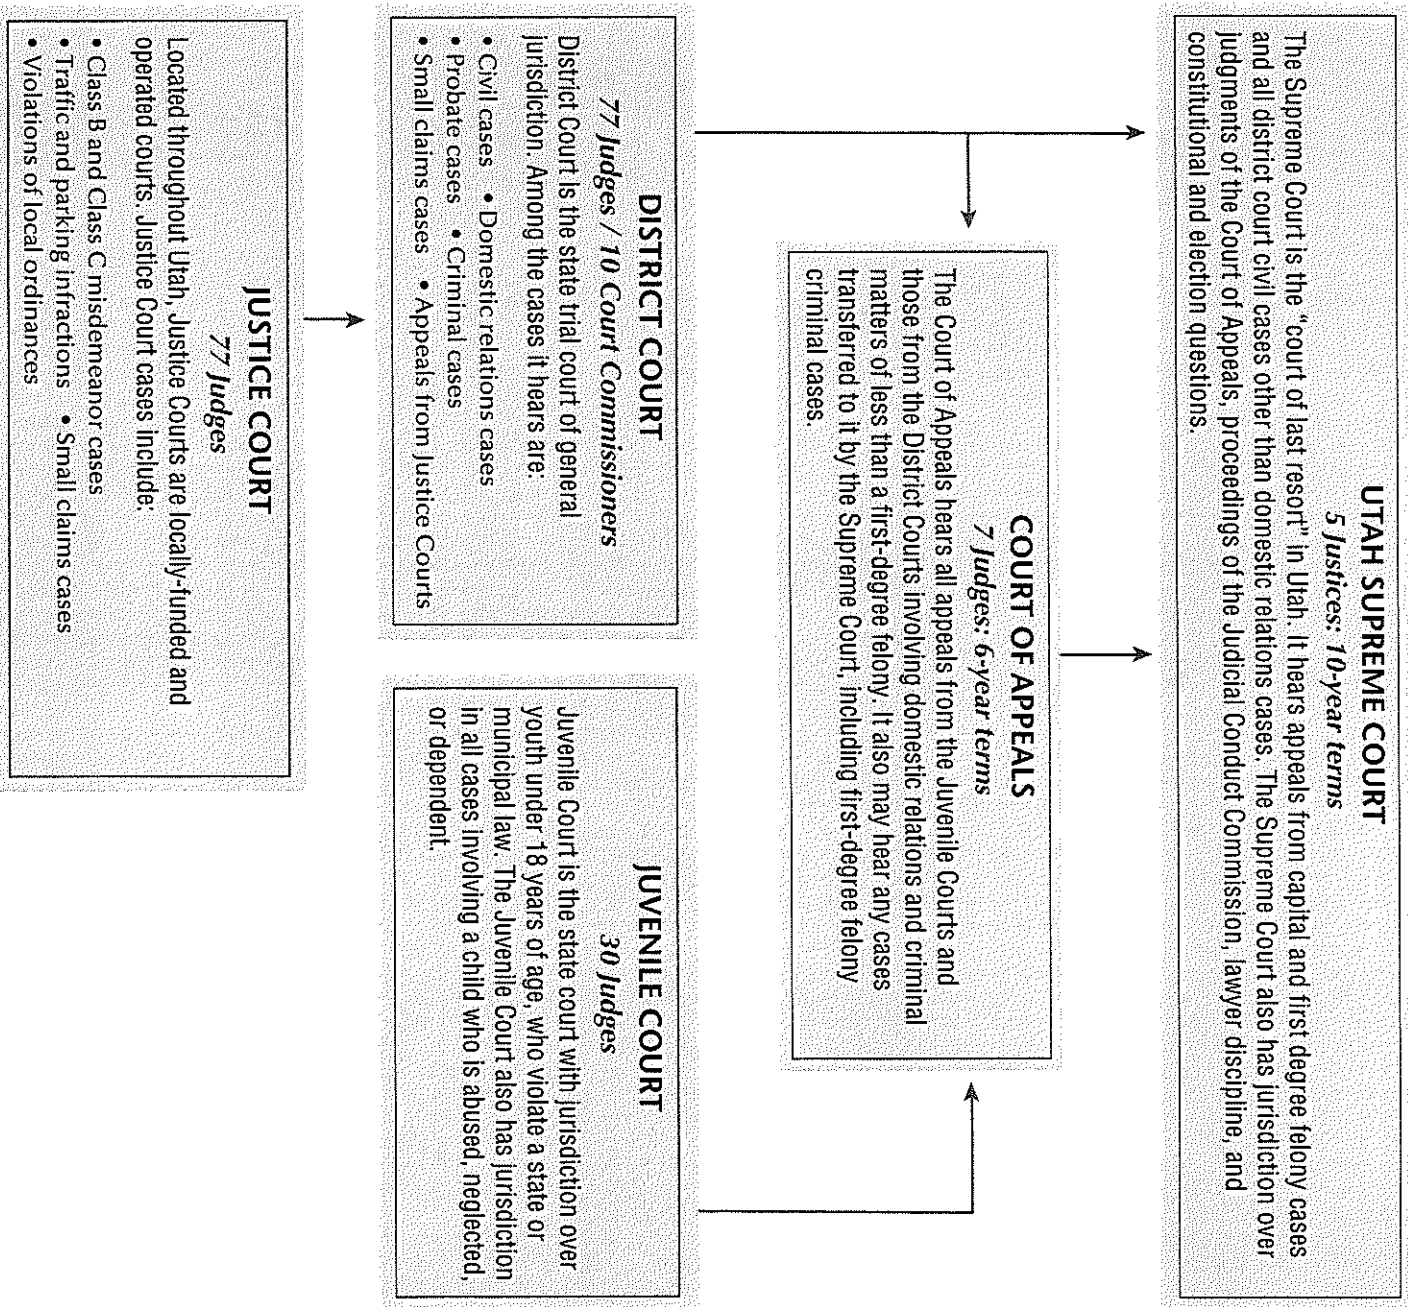 UTAH SUPREME COURT
5 Justices: 10-year terms
The Supreme Court is the “court of last resort” in Utah. It hears appeals from capital and first degree felony cases
and all district court civil cases other than domestic relations cases. The Supreme Court also has jurisdiction over
judgments of the Court of Appeals, proceedings of the Judicial Conduct Commission, lawyer discipline, and
constitutional and election questions.
COURT OF APPEALS
7 Judges: 6-year terms
The Court of Appeals hears all appeals from the Juvenile Courts and
those from the District Courts involving domestic relations and criminal
matters of less than a first-degree felony. It also may hear any cases
transferred to it by the Supreme Court, including first-degree felony
criminal cases.
DISTRICT COURT
77 Judges / 10 Court Commissioners
District Court is the state trial court of general
jurisdiction. Among the cases it hears are:
• Civil cases • Domestic relations cases
• Probate cases • Criminal cases
• Small claims cases • Appeals from Justice Courts
JUVENILE COURT
30 Judges
Juvenile Court is the state court with jurisdiction over
youth under 18 years of age, who violate a state or
municipal law. The Juvenile Court also has jurisdiction
in all cases involving a child who is abused, neglected,
or dependent.
JUSTICE COURT
777 Judges
Located throughout Utah, Justice Courts are locally-funded and
operated courts. Justice Court cases include:
• Class B and Class C misdemeanor cases
• Traffic and parking infractions • Small claims cases
• Violations of local ordinances